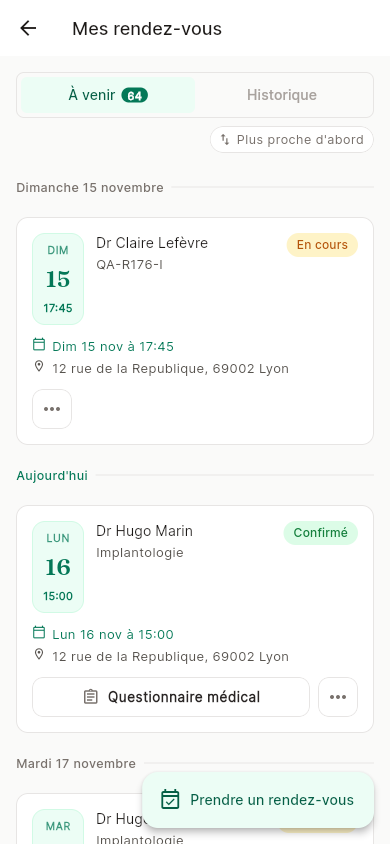 Mes rendez-vous
À venir 64
Historique
Plus proche d'abord
Dimanche 15 novembre
DIM
15
17:45
Dr Claire Lefèvre
QA-R176-I
En cours
Dim 15 nov à 17:45
12 rue de la Republique, 69002 Lyon
Aujourd'hui
LUN
16
15:00
Dr Hugo Marin
Implantologie
Confirmé
Lun 16 nov à 15:00
12 rue de la Republique, 69002 Lyon
Questionnaire médical
Mardi 17 novembre
MAR
Dr Hugo
Implantologie
Prendre un rendez-vous